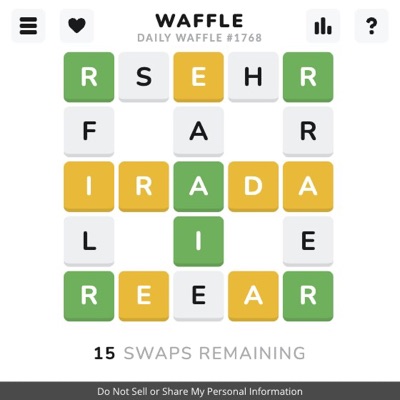 WAFFLE
DAILY WAFFLE #1768
R S E H R
F A R
I R A D A
L I E
R E E A R
15 SWAPS REMAINING
Do Not Sell or Share My Personal Information
?